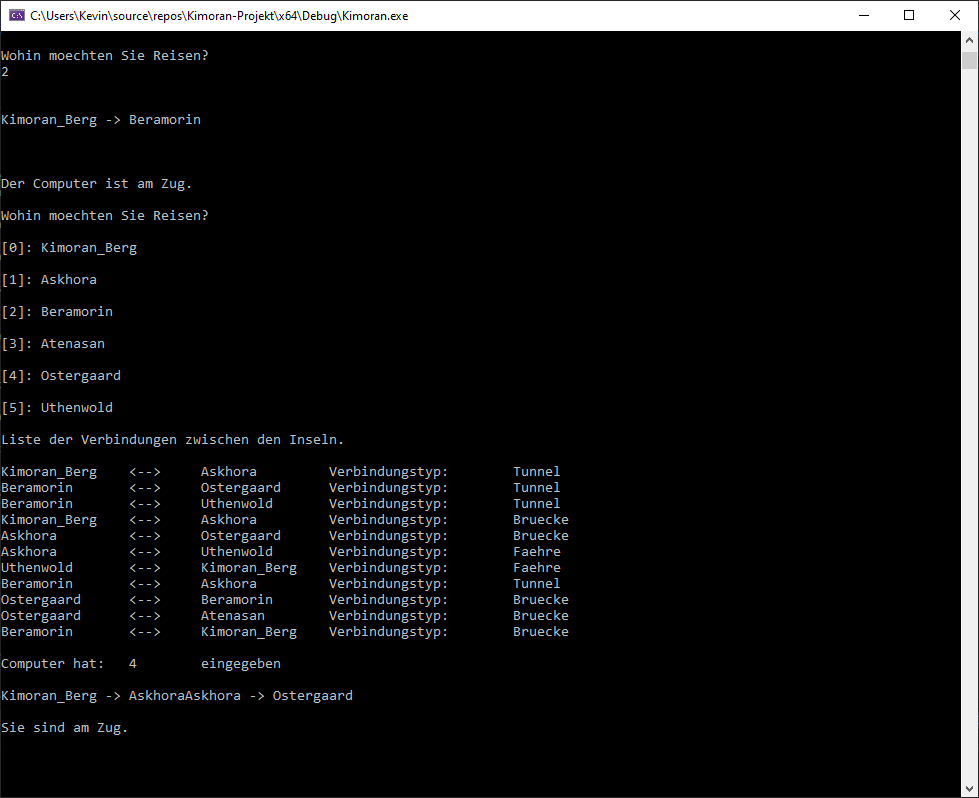 C:\Users\Kevin\source\repos\Kimoran-Projekt\x64\Debug\Kimoran.exe
Wohin moechten Sie Reisen?
2
Kimoran_Berg -> Beramorin
Der Computer ist am Zug.
Wohin moechten Sie Reisen?
[0]: Kimoran_Berg
[1]: Askhora
[2]: Beramorin
[3]: Atenasan
[4]: Ostergaard
[5]: Uthenwold
Liste der Verbindungen zwischen den Inseln.
Kimoran_Berg <--> Askhora Verbindungstyp: Tunnel
Beramorin <--> Ostergaard Verbindungstyp: Tunnel
Beramorin <--> Uthenwold Verbindungstyp: Tunnel
Kimoran_Berg <--> Askhora Verbindungstyp: Bruecke
Askhora <--> Ostergaard Verbindungstyp: Bruecke
Askhora <--> Uthenwold Verbindungstyp: Faehre
Uthenwold <--> Kimoran_Berg Verbindungstyp: Faehre
Beramorin <--> Askhora Verbindungstyp: Tunnel
Ostergaard <--> Beramorin Verbindungstyp: Bruecke
Ostergaard <--> Atenasan Verbindungstyp: Bruecke
Beramorin <--> Kimoran_Berg Verbindungstyp: Bruecke
Computer hat: 4 eingegeben
Kimoran_Berg -> AskhoraAskhora -> Ostergaard
Sie sind am Zug.